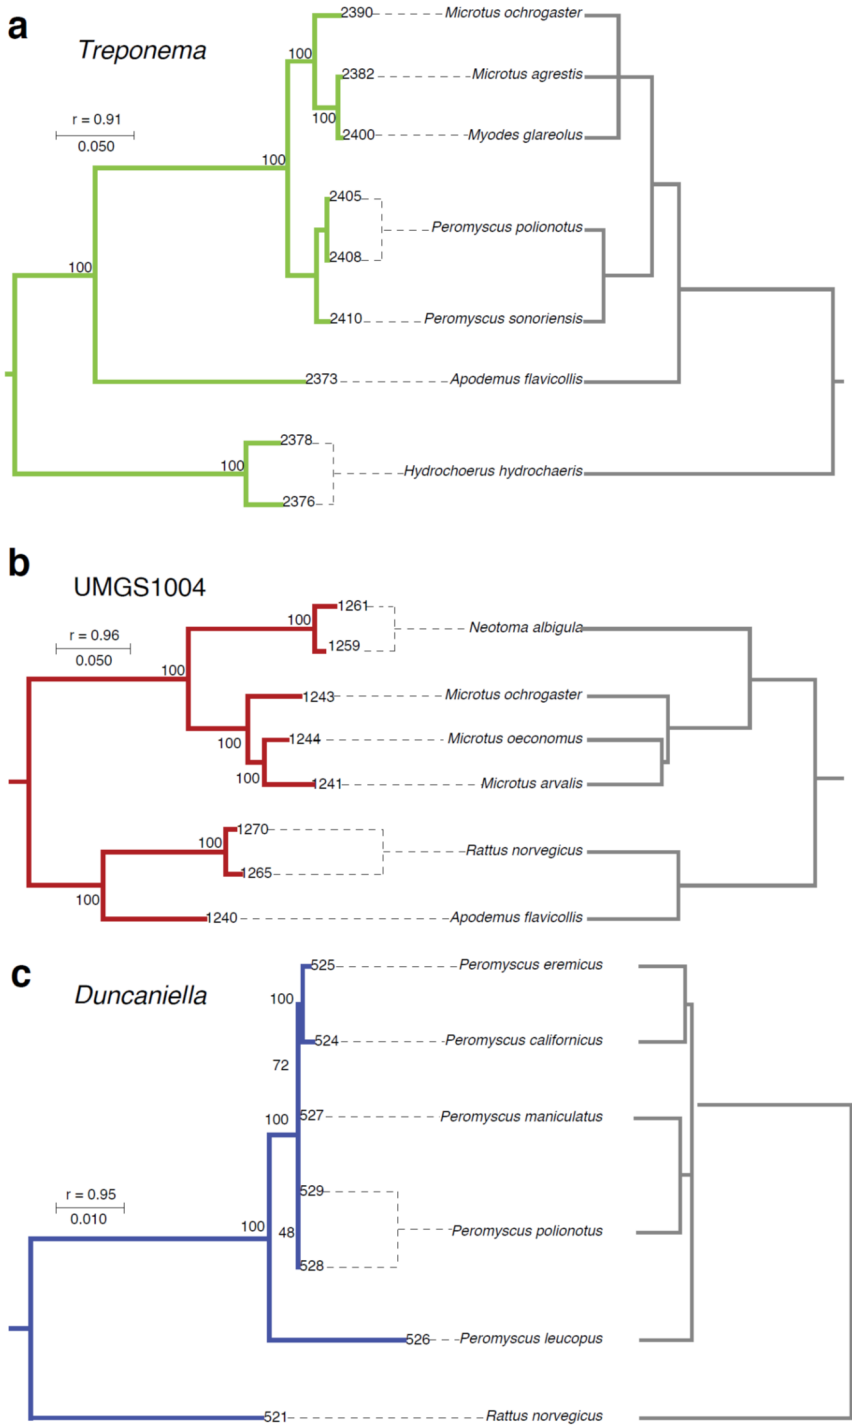 a
Treponema
r = 0.91
0.050
2390 Microtus ochrogaster
100
2382 Microtus agrestis
100
2400 Myodes glareolus
100
2405
Peromyscus polionotus
2408
100
2410 Peromyscus sonoriensis
2373 Apodemus flavicollis
2378
100
Hydrochoerus hydrochaeris
2376
b
UMGS1004
r = 0.96
0.050
1261
100
Neotoma albigula
1259
100
1243 Microtus ochrogaster
100
1244 Microtus oeconomus
100
1241 Microtus arvalis
1270
100
Rattus norvegicus
1265
100
1240 Apodemus flavicollis
c
Duncaniella
r = 0.95
0.010
525 Peromyscus eremicus
100
524 Peromyscus californicus
72
100
527 Peromyscus maniculatus
529
100
48
Peromyscus polionotus
528
526 Peromyscus leucopus
521 Rattus norvegicus